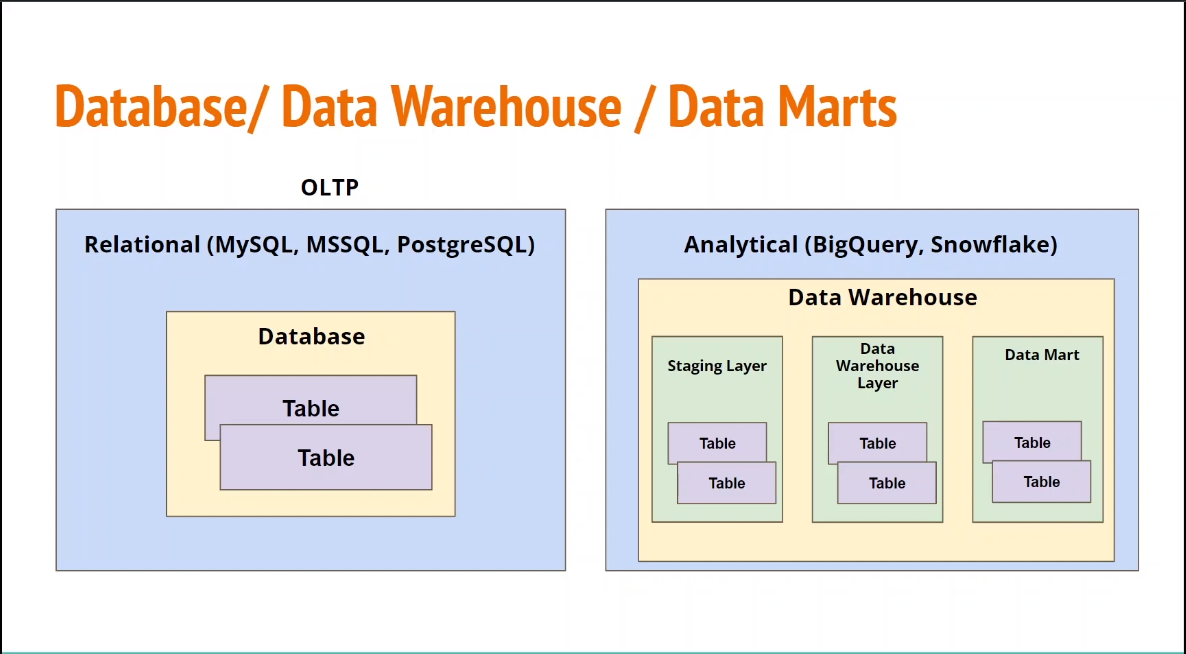 Database/ Data Warehouse / Data Marts
OLTP
Relational (MySQL, MSSQL, PostgreSQL)
Database
Table
Table
Analytical (BigQuery, Snowflake)
Data Warehouse
Staging Layer
Table
Table
Data
Warehouse
Layer
Table
Table
Data Mart
Table
Table